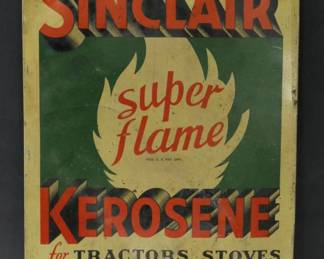 SINCLAIR
super
flame
KEROSENE
for TRACTORS STOVES